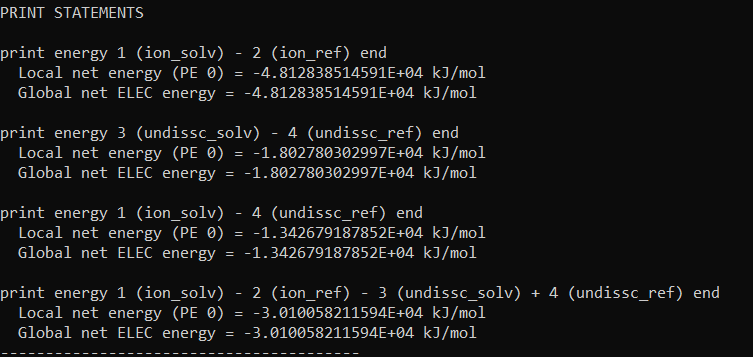 PRINT STATEMENTS
print energy 1 (ion_solv) - 2 (ion_ref) end
Local net energy (PE 0) = -4.812838514591E+04 kJ/mol
Global net ELEC energy = -4.812838514591E+04 kJ/mol
print energy 3 (undissc_solv) - 4 (undissc_ref) end
Local net energy (PE 0) = -1.802780302997E+04 kJ/mol
Global net ELEC energy = -1.802780302997E+04 kJ/mol
print energy 1 (ion_solv) - 4 (undissc_ref) end
Local net energy (PE 0) = -1.342679187852E+04 kJ/mol
Global net ELEC energy = -1.342679187852E+04 kJ/mol
print energy 1 (ion_solv) - 2 (ion_ref) - 3 (undissc_solv) + 4 (undissc_ref) end
Local net energy (PE 0) = -3.010058211594E+04 kJ/mol
Global net ELEC energy = -3.010058211594E+04 kJ/mol
----------------------------------------